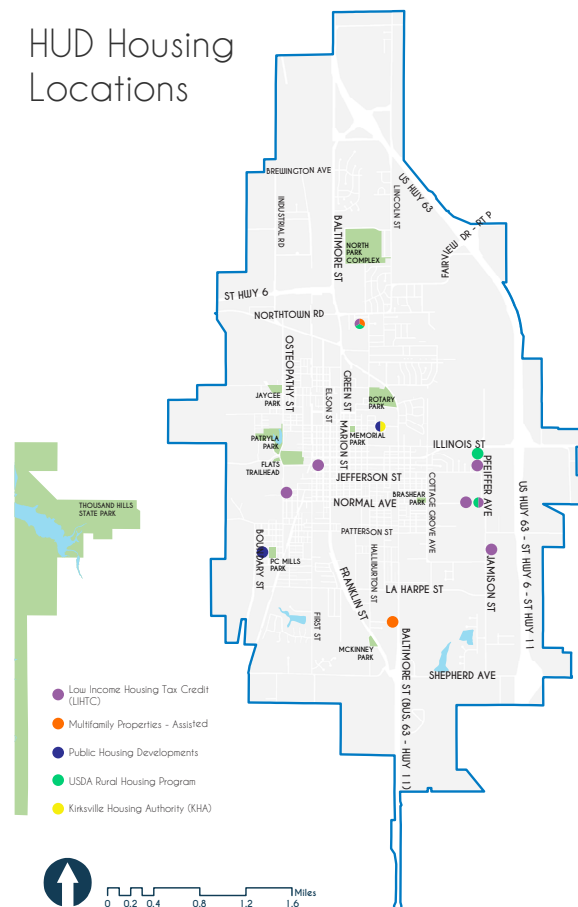 HUD Housing
Locations
BREWINGTON AVE
US HWY 63
LINCOLN ST
INDUSTRIAL RD
BALTIMORE ST
FAIRVIEW DR - RT P
NORTH
PARK
COMPLEX
ST HWY 6
NORTHTOWN RD
OSTEOPATHY ST
GREEN ST
ELSON ST
JAYCEE
PARK
ROTARY
PARK
MARION ST
MEMORIAL
PARK
PATRYLA
PARK
ILLINOIS ST
FLATS
TRAILHEAD
PFEIFFER AVE
JEFFERSON ST
COTTAGE GROVE AVE
BRASHEAR
PARK
NORMAL AVE
THOUSAND HILLS
STATE PARK
US HWY 63 - ST HWY 6 - ST HWY 11
PATTERSON ST
BOUNDARY ST
HALLIBURTON ST
PC MILLS
PARK
JAMISON ST
FRANKLIN ST
LA HARPE ST
FIRST ST
BALTIMORE ST (BUS. 63 - HWY 11)
MCKINNEY
PARK
SHEPHERD AVE
Low Income Housing Tax Credit
(LIHTC)
Multifamily Properties - Assisted
Public Housing Developments
USDA Rural Housing Program
Kirksville Housing Authority (KHA)
Miles
0 0.2 0.4 0.8 1.2 1.6